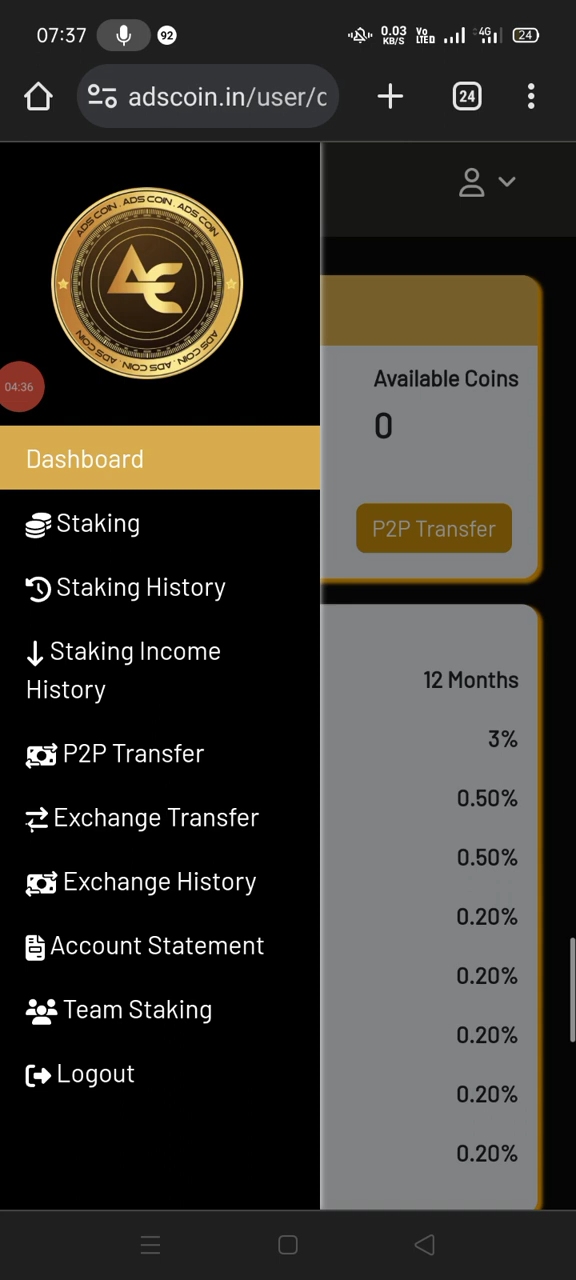 07:37
92
0.03
KB/S
Vo
LTED
4G
24
adscoin.in/user/c
24
ADS COIN . ADS COIN . ADS COIN
ADS COIN . ADS COIN . ADS COIN
04:36
Available Coins
0
Dashboard
P2P Transfer
Staking
Staking History
Staking Income
History
12 Months
3%
P2P Transfer
0.50%
Exchange Transfer
0.50%
Exchange History
0.20%
Account Statement
0.20%
Team Staking
0.20%
Logout
0.20%
0.20%